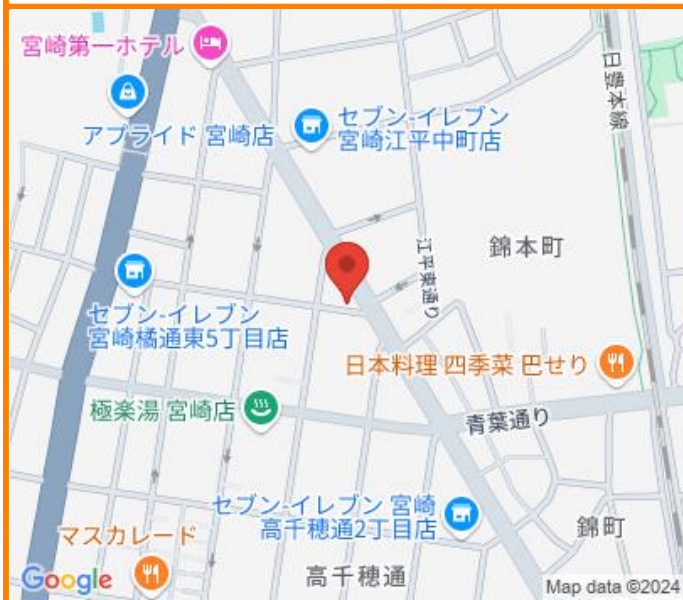 宮崎第一ホテル
アプライド 宮崎店
セブン-イレブン
宮崎江平中町店
日豊本線
錦本町
江平東通り
セブン-イレブン
宮崎橘通東5丁目店
日本料理 四季菜 巴せり
極楽湯 宮崎店
青葉通り
セブン-イレブン 宮崎
高千穂通2丁目店
錦町
マスカレード
高千穂通
Google
Map data ©2024